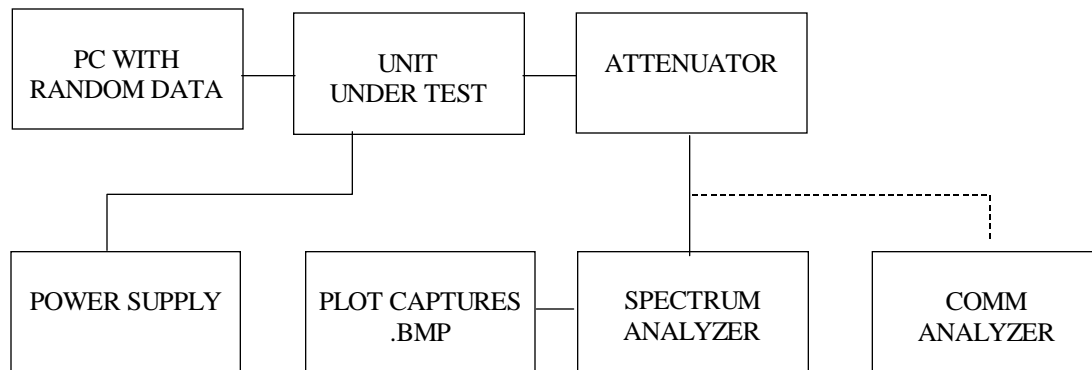 PC WITH
RANDOM DATA
UNIT
UNDER TEST
ATTENUATOR
POWER SUPPLY
PLOT CAPTURES
.BMP
SPECTRUM
ANALYZER
COMM
ANALYZER